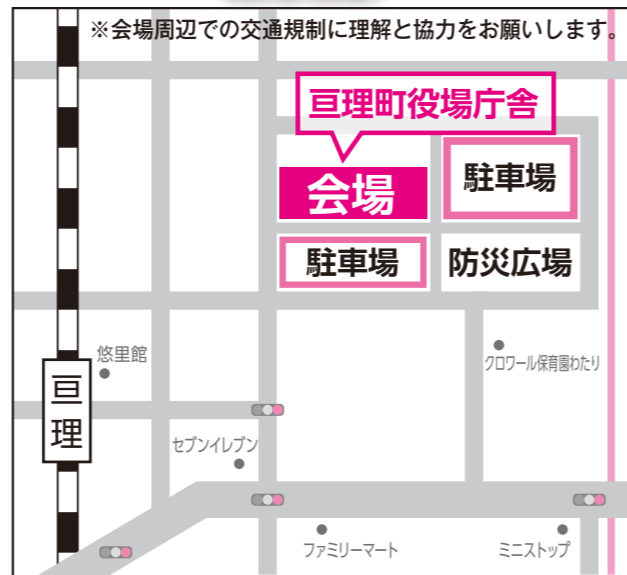 ※会場周辺での交通規制に理解と協力をお願いします。
亘理町役場庁舎
会場
駐車場
駐車場
防災広場
悠里館
クロワール保育園わたり
亘理
セブンイレブン
ファミリーマート
ミニストップ